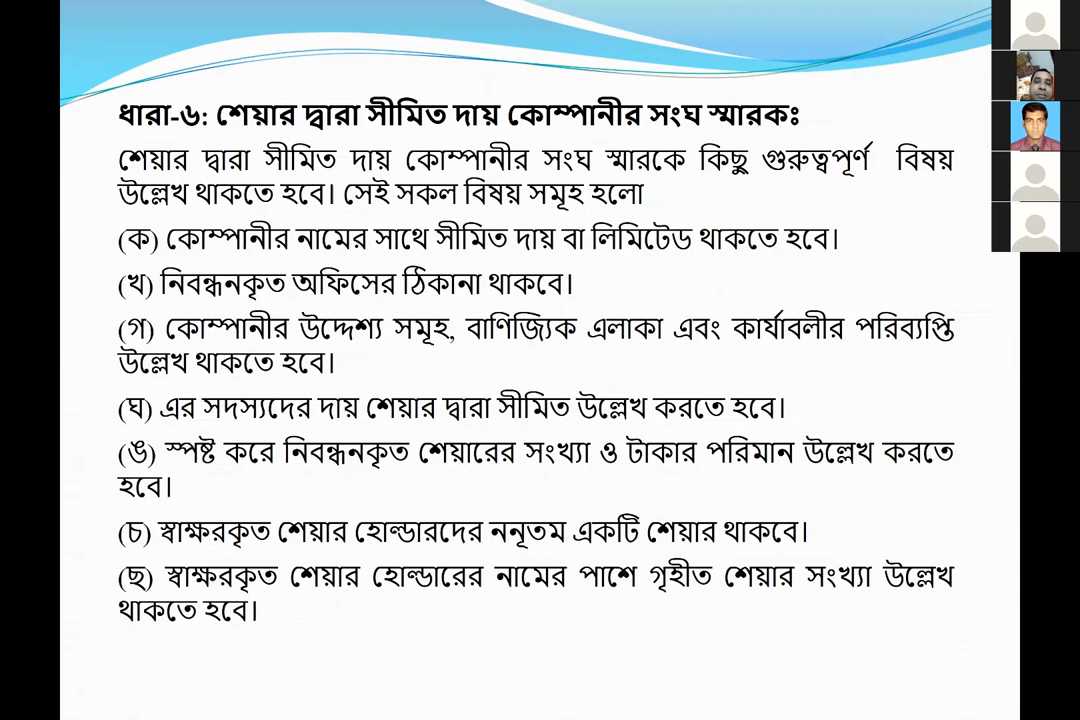 ধারা-৬: শেয়ার দ্বারা সীমিত দায় কোম্পানীর সংঘ স্মারকঃ
শেয়ার দ্বারা সীমিত দায় কোম্পানীর সংঘ স্মারকে কিছু গুরুত্বপূর্ণ বিষয়
উল্লেখ থাকতে হবে। সেই সকল বিষয় সমূহ হলো
(ক) কোম্পানীর নামের সাথে সীমিত দায় বা লিমিটেড থাকতে হবে।
(খ) নিবন্ধনকৃত অফিসের ঠিকানা থাকবে।
(গ) কোম্পানীর উদ্দেশ্য সমূহ, বাণিজ্যিক এলাকা এবং কার্যাবলীর পরিব্যপ্তি
উল্লেখ থাকতে হবে।
(ঘ) এর সদস্যদের দায় শেয়ার দ্বারা সীমিত উল্লেখ করতে হবে।
(ঙ) স্পষ্ট করে নিবন্ধনকৃত শেয়ারের সংখ্যা ও টাকার পরিমান উল্লেখ করতে
হবে।
(চ) স্বাক্ষরকৃত শেয়ার হোল্ডারদের ননূতম একটি শেয়ার থাকবে।
(ছ) স্বাক্ষরকৃত শেয়ার হোল্ডারের নামের পাশে গৃহীত শেয়ার সংখ্যা উল্লেখ
থাকতে হবে।